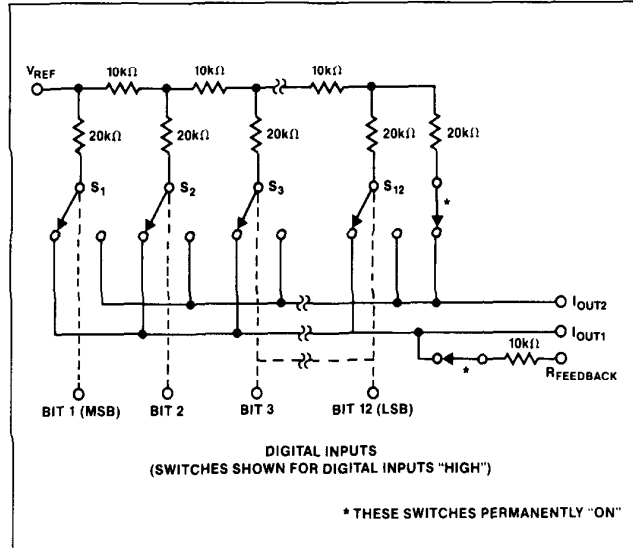 10kΩ 10kΩ 10kΩ
VREF
20kΩ 20kΩ 20kΩ 20kΩ 20kΩ
S1 S2 S3 S12 *
IOUT2
IOUT1
10kΩ
* RFEEDBACK
BIT 1 (MSB) BIT 2 BIT 3 BIT 12 (LSB)
DIGITAL INPUTS
(SWITCHES SHOWN FOR DIGITAL INPUTS "HIGH")
* THESE SWITCHES PERMANENTLY "ON"